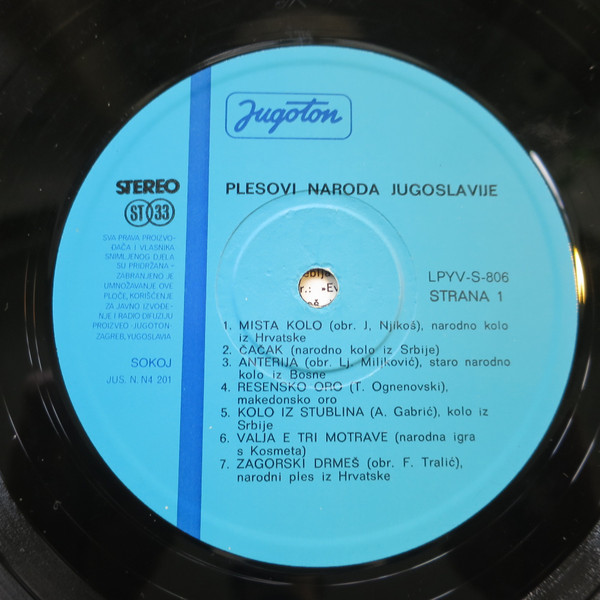 Jugoton
PLESOVI NARODA JUGOSLAVIJE
STEREO
ST 33
SVA PRAVA PROIZVO-
ĐAČA I VLASNIKA
SNIMLJENOG DJELA
SU PRIDRŽANA -
ZABRANJENO JE
UMNOŽAVANJE OVE
PLOČE, KORIŠĆENJE
ZA JAVNO IZVOĐE-
NJE I RADIO DIFUZIJU
PROIZVEO »JUGOTON«
ZAGREB, YUGOSLAVIA
SOKOJ
JUS. N. N4 201
LPYV-S-806
STRANA 1
1. MISTA KOLO (obr. J. Njikoš), narodno kolo
iz Hrvatske
2. ČAČAK (narodno kolo iz Srbije)
3. ANTERIJA (obr. Lj. Miljković), staro narodno
kolo iz Bosne
4. RESENSKO ORO (T. Ognenovski),
makedonsko oro
5. KOLO IZ STUBLINA (A. Gabrić), kolo iz
Srbije
6. VALJA E TRI MOTRAVE (narodna igra
s Kosmeta)
7. ZAGORSKI DRMEŠ (obr. F. Tralić),
narodni ples iz Hrvatske